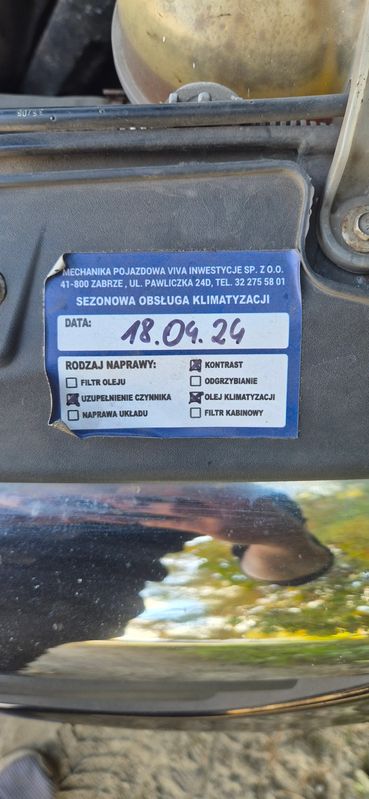 MECHANIKA POJAZDOWA VIVA INWESTYCJE SP. Z O.O.
41-800 ZABRZE, UL. PAWLICZKA 24D, TEL. 32 275 58 01
SEZONOWA OBSŁUGA KLIMATYZACJI
DATA: 18.04.24
RODZAJ NAPRAWY:
FILTR OLEJU
UZUPEŁNIENIE CZYNNIKA
NAPRAWA UKŁADU
KONTRAST
ODGRZYBIANIE
OLEJ KLIMATYZACJI
FILTR KABINOWY